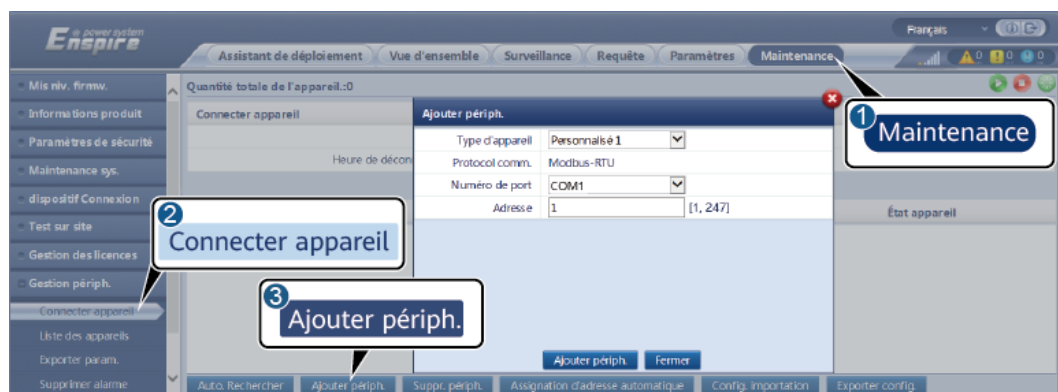 e power system
Enspire
Français
Assistant de déploiement Vue d'ensemble Surveillance Requête Paramètres Maintenance
0 0 0
Mis niv. firmw.
Informations produit
Paramètres de sécurité
Maintenance sys.
dispositif Connexion
Test sur site
Gestion des licences
Gestion périph.
Connecter appareil
Liste des appareils
Exporter param.
Supprimer alarme
Quantité totale de l'appareil.:0
Connecter appareil
Heure de décon
État appareil
Ajouter périph.
Type d'appareil Personnalisé 1
Protocol comm. Modbus-RTU
Numéro de port COM1
Adresse 1 [1, 247]
Ajouter périph. Fermer
1
Maintenance
2
Connecter appareil
3
Ajouter périph.
Auto. Rechercher Ajouter périph. Suppr. périph. Assignation d'adresse automatique Config. importation Exporter config.